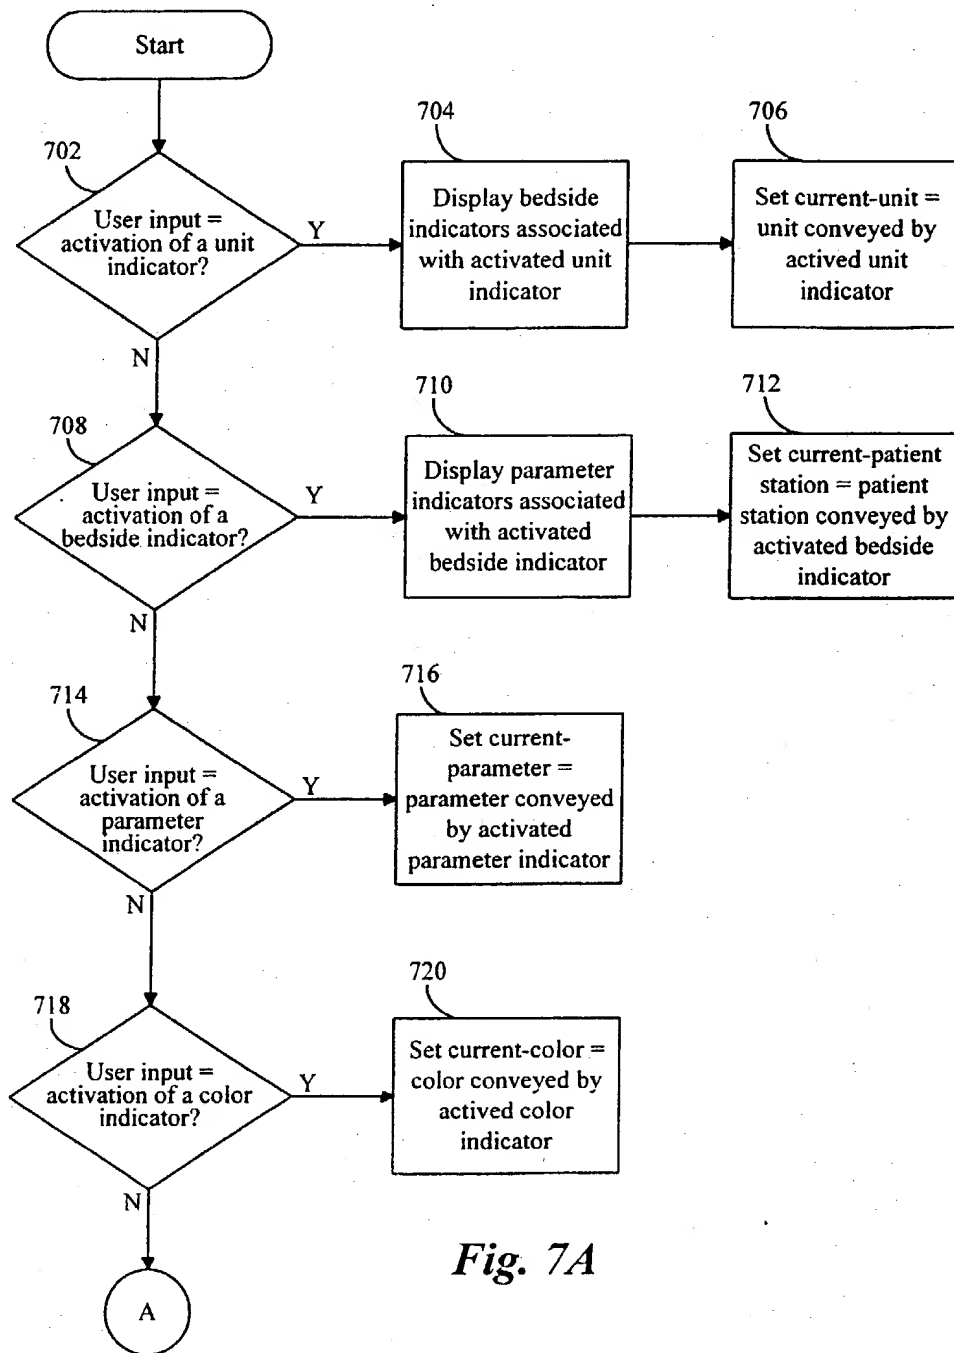 Start
702
User input =
activation of a unit
indicator?
Y
N
704
Display bedside
indicators associated
with activated unit
indicator
706
Set current-unit =
unit conveyed by
actived unit
indicator
708
User input =
activation of a
bedside indicator?
Y
N
710
Display parameter
indicators associated
with activated
bedside indicator
712
Set current-patient
station = patient
station conveyed by
activated bedside
indicator
714
User input =
activation of a
parameter
indicator?
Y
N
716
Set current-
parameter =
parameter conveyed
by activated
parameter indicator
718
User input =
activation of a color
indicator?
Y
N
720
Set current-color =
color conveyed by
actived color
indicator
A
Fig. 7A